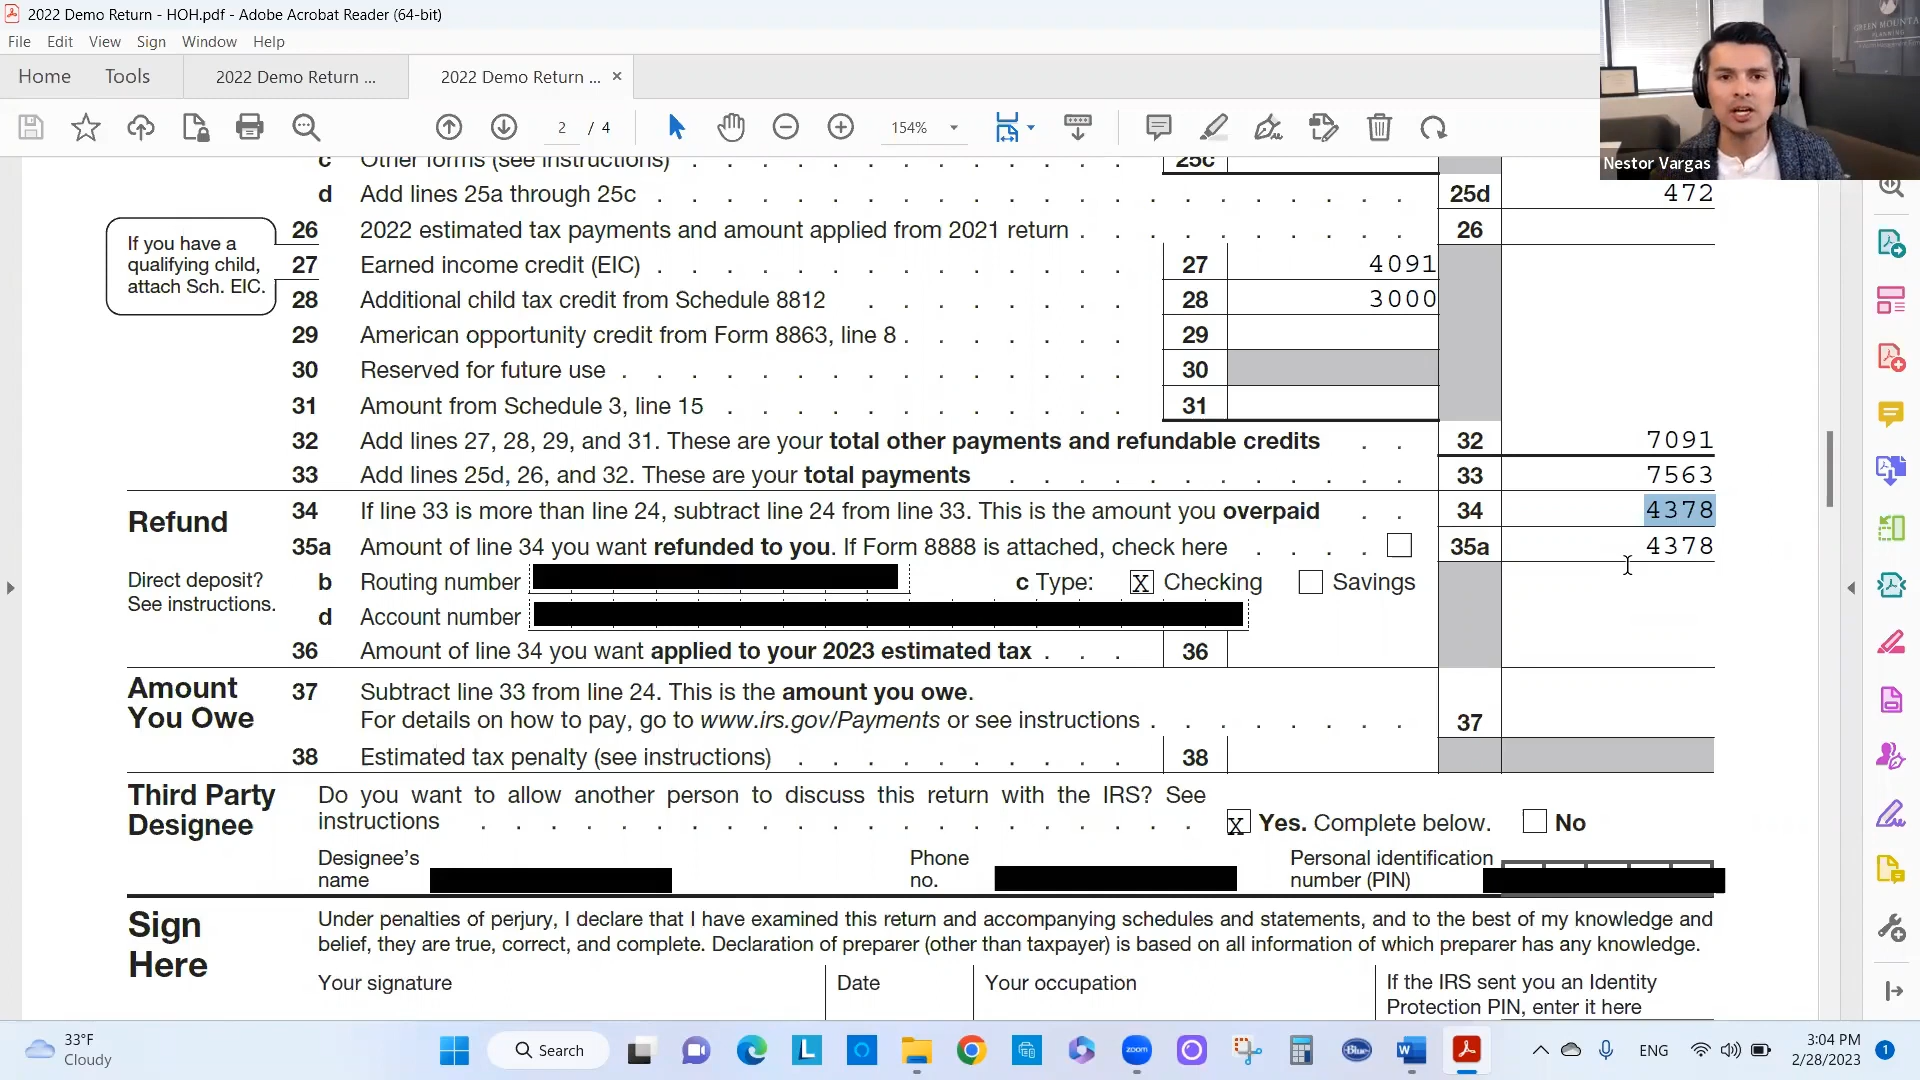 2022 Demo Return - HOH.pdf - Adobe Acrobat Reader (64-bit)
File Edit View Sign Window Help
Home Tools 2022 Demo Return ... 2022 Demo Return ... ×
2 / 4 154%
GREEN MOUNTA
PLANNING
Nestor Vargas
c Other forms (see instructions) . . . . . . . . . . . . . 25c
d Add lines 25a through 25c . . . . . . . . . . . . . . . . . . 25d 472
If you have a
qualifying child,
attach Sch. EIC.
26 2022 estimated tax payments and amount applied from 2021 return . . . . . . . . . . 26
27 Earned income credit (EIC) . . . . . . . . . . . . . . 27 4091
28 Additional child tax credit from Schedule 8812 . . . . . . . . 28 3000
29 American opportunity credit from Form 8863, line 8 . . . . . . . 29
30 Reserved for future use . . . . . . . . . . . . . . . 30
31 Amount from Schedule 3, line 15 . . . . . . . . . . . . 31
32 Add lines 27, 28, 29, and 31. These are your total other payments and refundable credits . . 32 7091
33 Add lines 25d, 26, and 32. These are your total payments . . . . . . . . . . . . 33 7563
Refund
34 If line 33 is more than line 24, subtract line 24 from line 33. This is the amount you overpaid . . 34 4378
35a Amount of line 34 you want refunded to you. If Form 8888 is attached, check here . . . . 35a 4378
Direct deposit?
See instructions.
b Routing number c Type: X Checking Savings
d Account number
36 Amount of line 34 you want applied to your 2023 estimated tax . . . 36
Amount
You Owe
37 Subtract line 33 from line 24. This is the amount you owe.
For details on how to pay, go to www.irs.gov/Payments or see instructions . . . . . . . . 37
38 Estimated tax penalty (see instructions) . . . . . . . . . . 38
Third Party
Designee
Do you want to allow another person to discuss this return with the IRS? See
instructions . . . . . . . . . . . . . . . . . X Yes. Complete below. No
Designee's
name
Phone
no.
Personal identification
number (PIN)
Sign
Here
Under penalties of perjury, I declare that I have examined this return and accompanying schedules and statements, and to the best of my knowledge and
belief, they are true, correct, and complete. Declaration of preparer (other than taxpayer) is based on all information of which preparer has any knowledge.
Your signature Date Your occupation
If the IRS sent you an Identity
Protection PIN, enter it here
33°F
Cloudy
Search
L
zoom
Blue
W
ENG
3:04 PM
2/28/2023
1